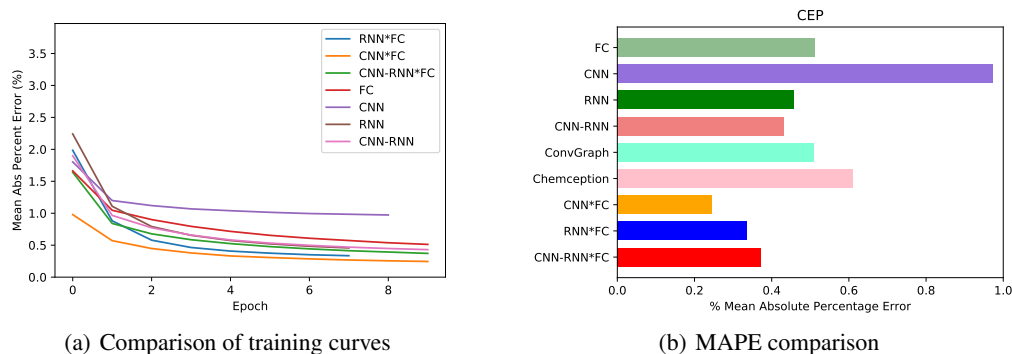 Mean Abs Percent Error (%)
3.5
3.0
2.5
2.0
1.5
1.0
0.5
0.0
0
2
4
6
8
Epoch
RNN*FC
CNN*FC
CNN-RNN*FC
FC
CNN
RNN
CNN-RNN
(a) Comparison of training curves
CEP
FC
CNN
RNN
CNN-RNN
ConvGraph
Chemception
CNN*FC
RNN*FC
CNN-RNN*FC
0.0
0.2
0.4
0.6
0.8
1.0
% Mean Absolute Percentage Error
(b) MAPE comparison